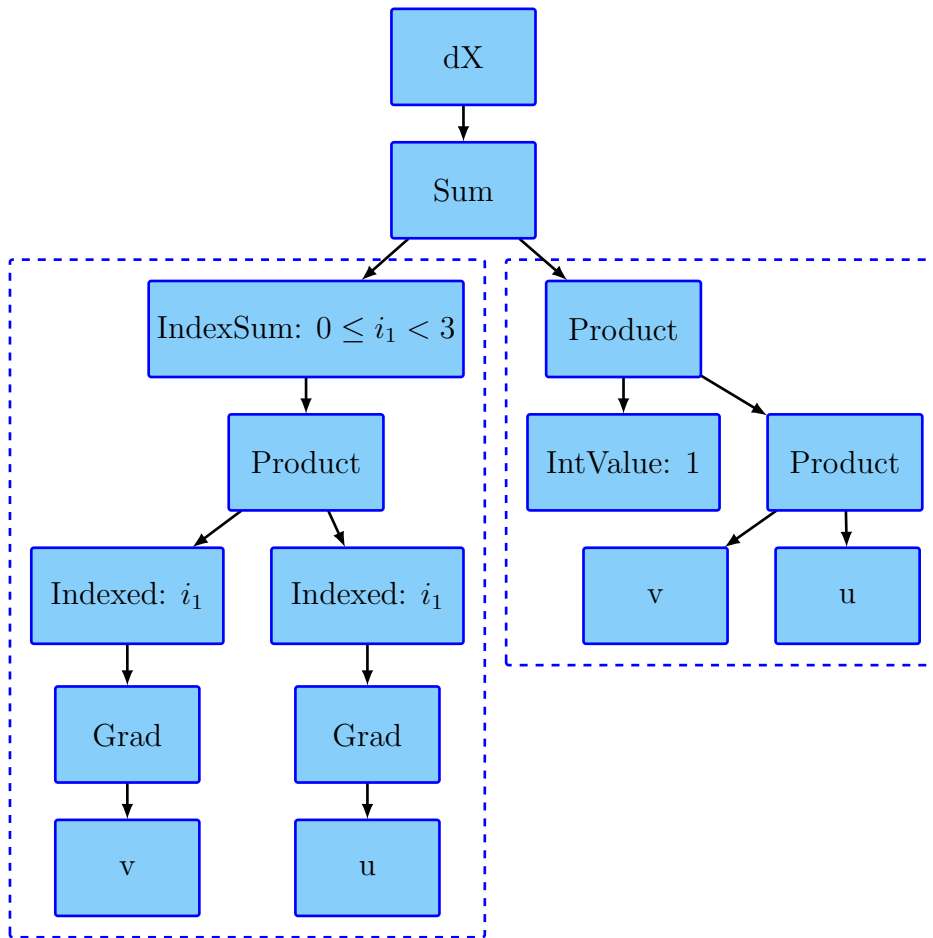 dX
Sum
IndexSum: 0 ≤ i₁ < 3
Product
Product
IntValue: 1
Product
Indexed: i₁
Indexed: i₁
v
u
Grad
Grad
v
u